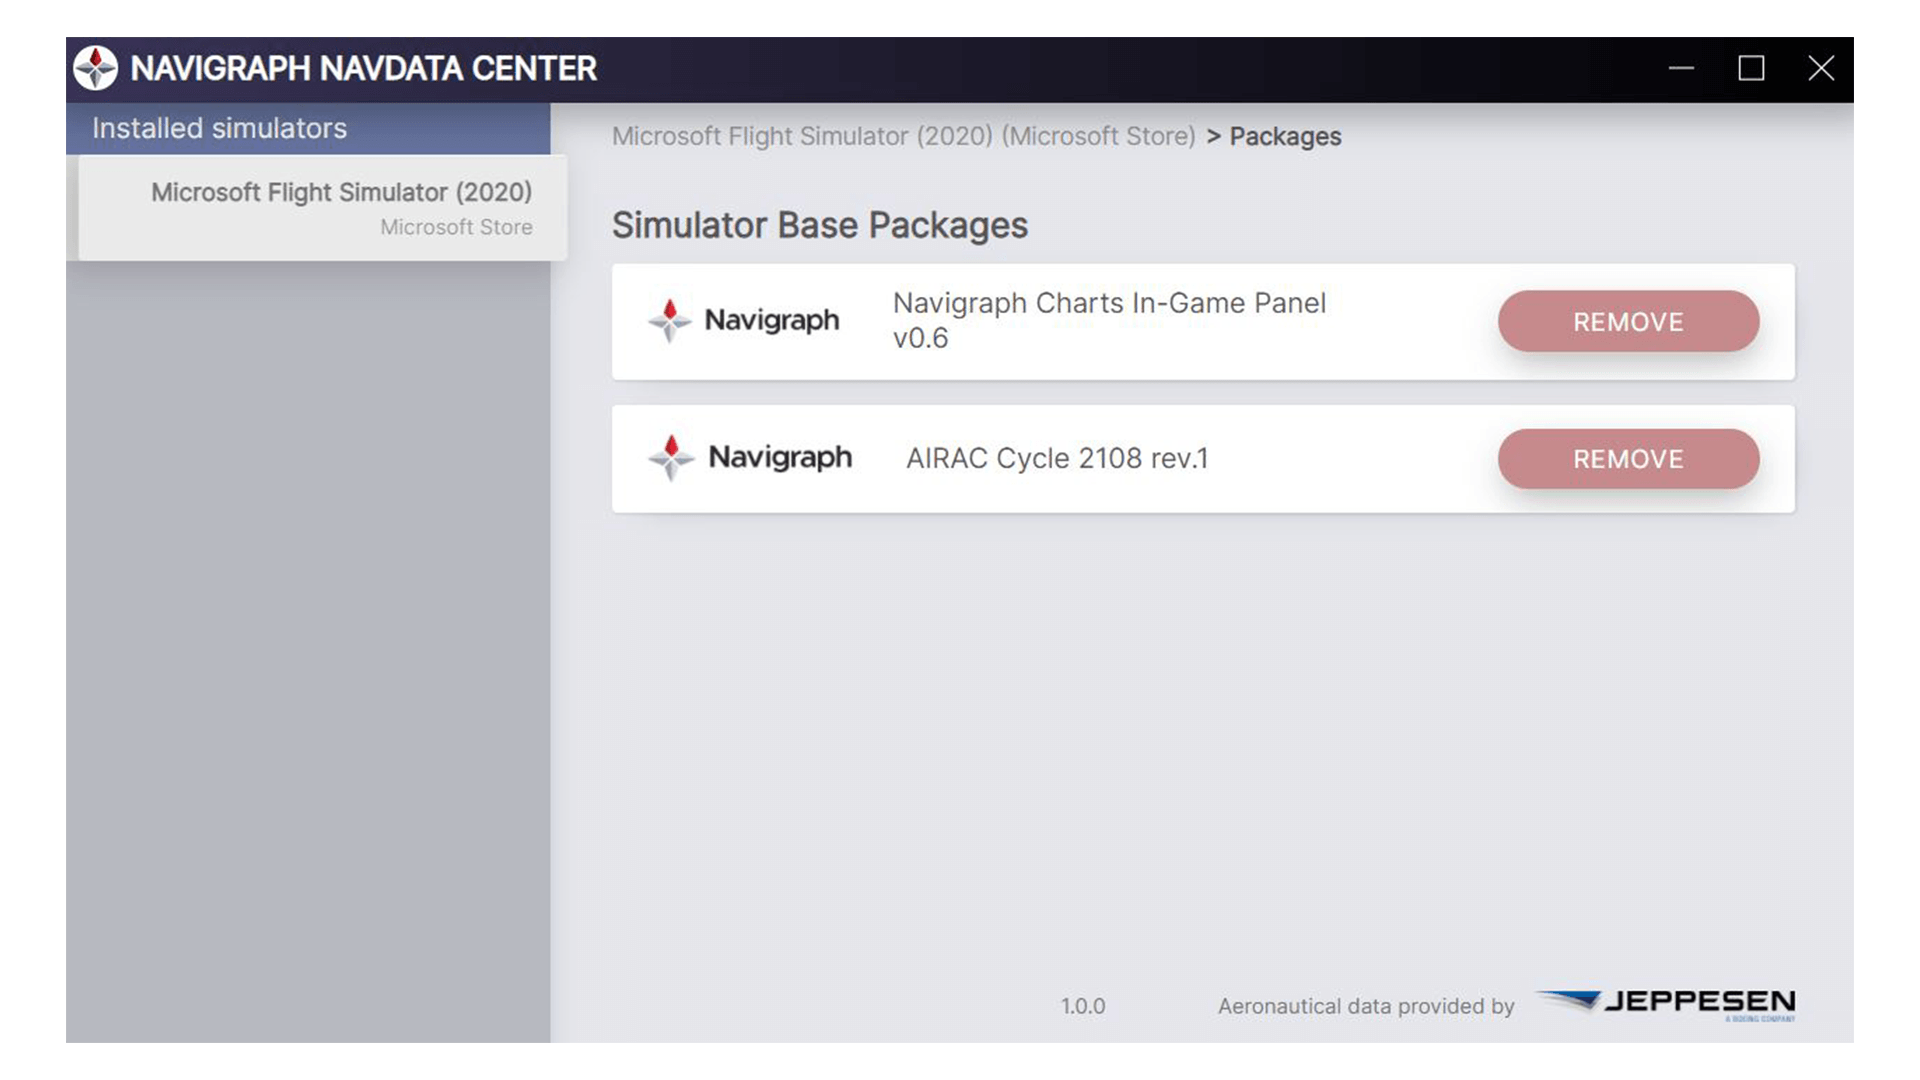 NAVIGRAPH NAVDATA CENTER
Installed simulators
Microsoft Flight Simulator (2020)
Microsoft Store
Microsoft Flight Simulator (2020) (Microsoft Store) > Packages
Simulator Base Packages
Navigraph
Navigraph Charts In-Game Panel
v0.6
REMOVE
Navigraph
AIRAC Cycle 2108 rev.1
REMOVE
1.0.0
Aeronautical data provided by
JEPPESEN
A BOEING COMPANY